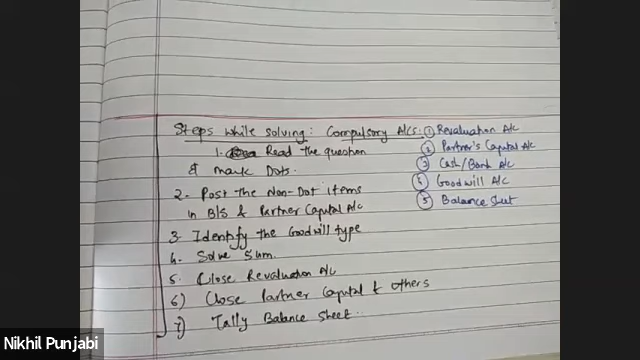 Steps while solving: Compulsory A/cs: ① Revaluation A/c
1. Read the question
② Partner's Capital A/c
& mark Dots.
③ Cash/Bank A/c
2. Post the Non-Dot items
④ Goodwill A/c
in B/S & Partner Capital A/c
⑤ Balance Sheet
3. Identify the Goodwill type
4. Solve Sum.
5. Close Revaluation A/c
6) Close Partner Capital & others
7) Tally Balance Sheet.
Nikhil Punjabi